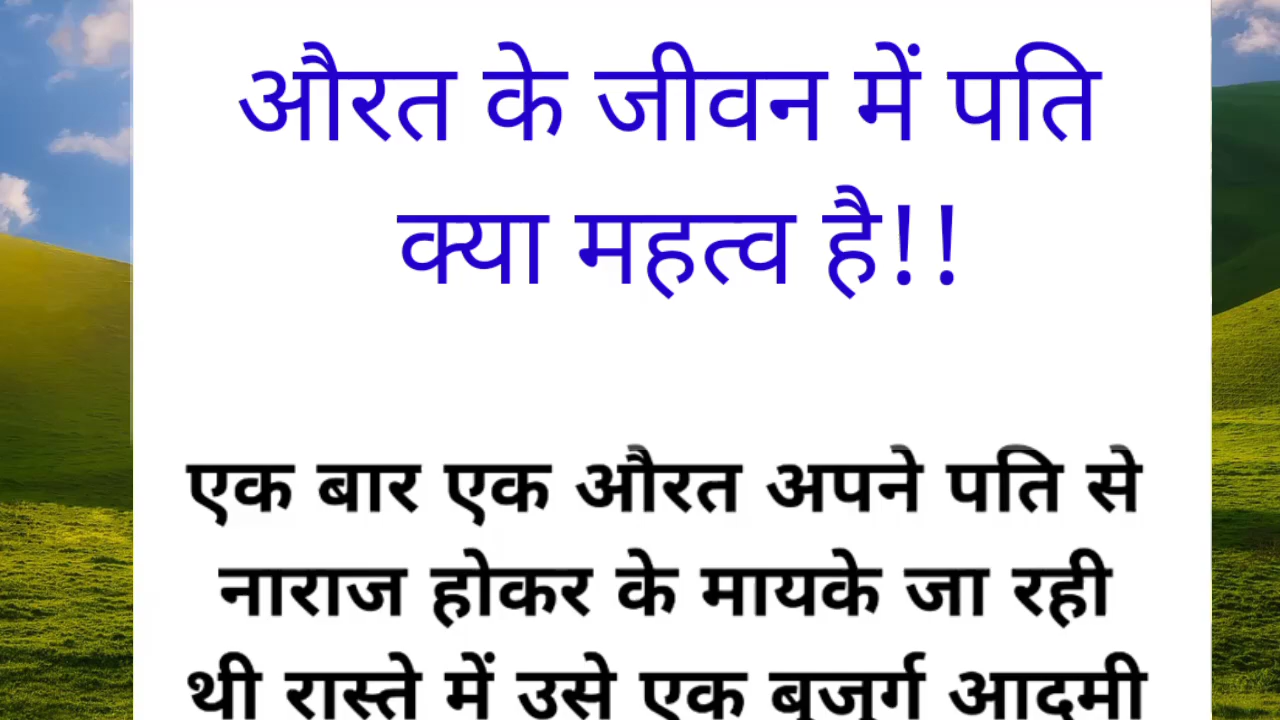 औरत के जीवन में पति
क्या महत्व है!!
एक बार एक औरत अपने पति से
नाराज होकर के मायके जा रही
थी रास्ते में उसे एक बुजुर्ग आदमी